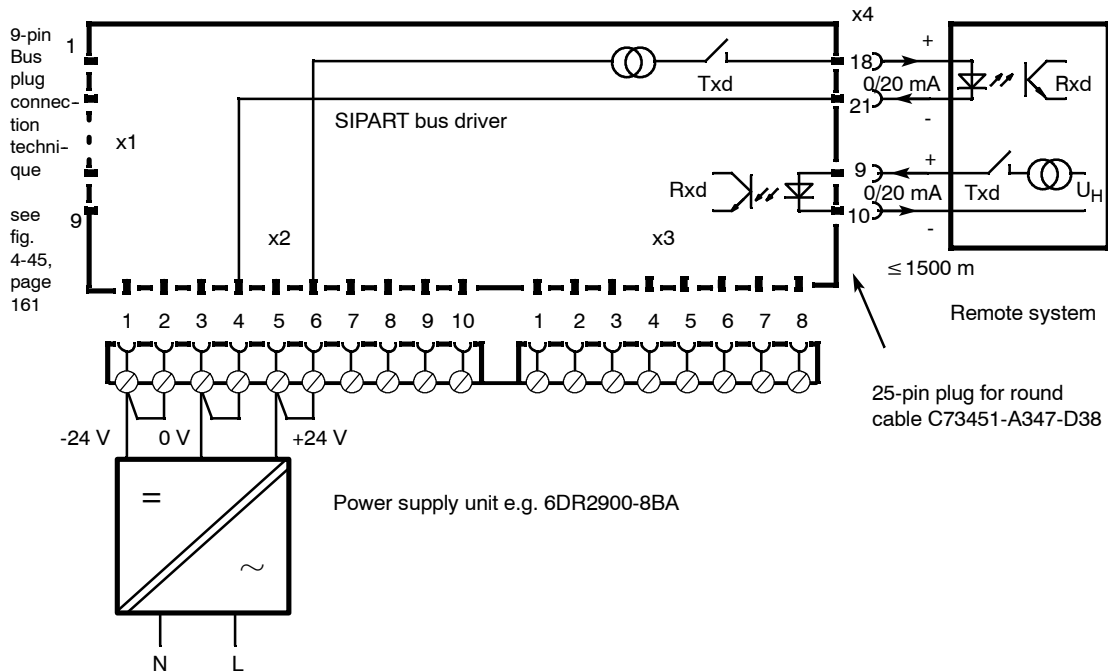 9-pin
Bus
plug
connec-
tion
techni-
que
see
fig.
4-45,
page
161
1
x1
9
SIPART bus driver
Txd
Rxd
x2
x3
x4
18
21
9
10
+
0/20 mA
-
+
0/20 mA
-
≤ 1500 m
Rxd
Txd
U_H
Remote system
1 2 3 4 5 6 7 8 9 10
1 2 3 4 5 6 7 8
25-pin plug for round
cable C73451-A347-D38
-24 V 0 V +24 V
=
~
Power supply unit e.g. 6DR2900-8BA
N L